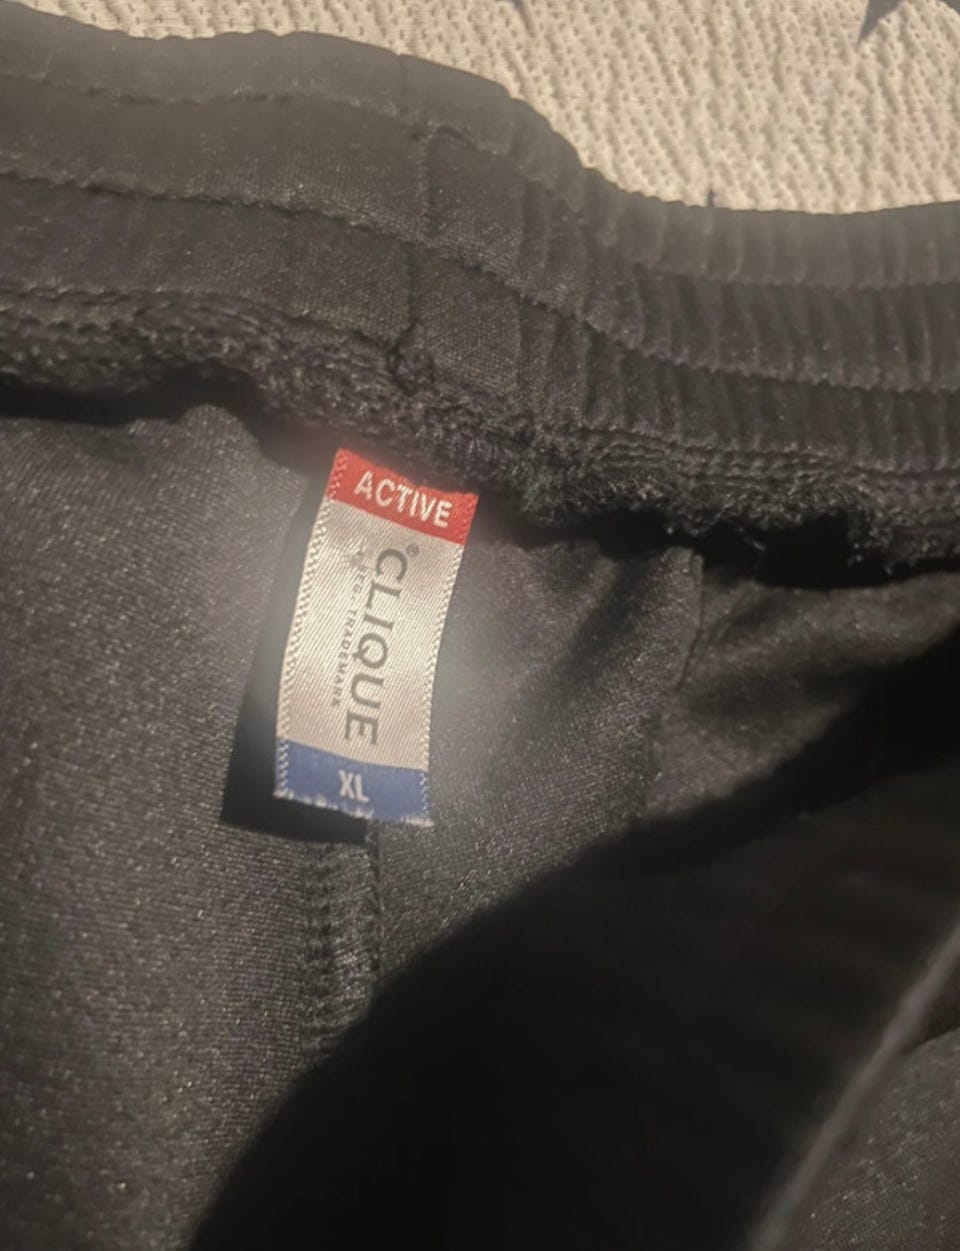 ACTIVE
CLIQUE®
REG. TRADEMARK
XL